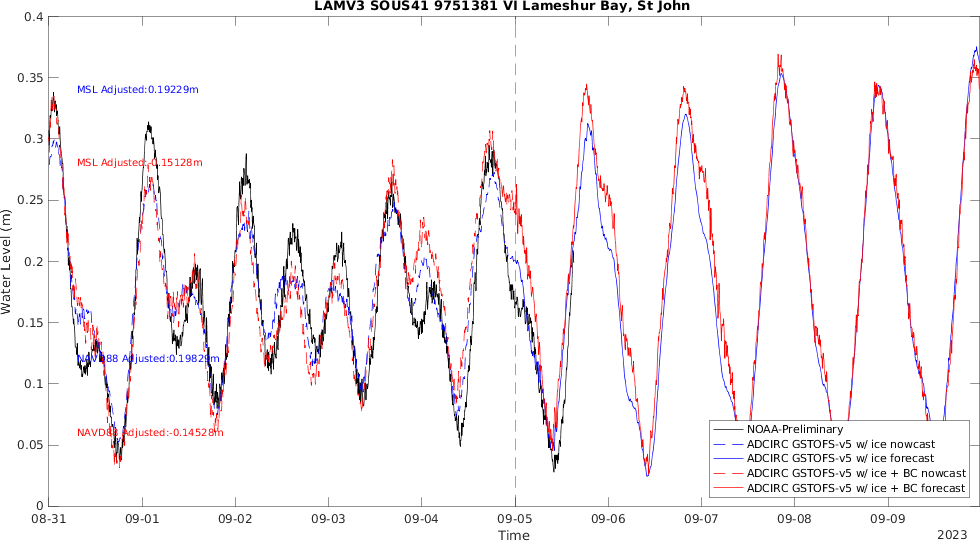 LAMV3 SOUS41 9751381 VI Lameshur Bay, St John
0.4
0.35
0.3
0.25
0.2
0.15
0.1
0.05
0
Water Level (m)
MSL Adjusted:0.19229m
MSL Adjusted:-0.15128m
NAVD88 Adjusted:0.19829m
NAVD88 Adjusted:-0.14528m
NOAA-Preliminary
ADCIRC GSTOFS-v5 w/ ice nowcast
ADCIRC GSTOFS-v5 w/ ice forecast
ADCIRC GSTOFS-v5 w/ ice + BC nowcast
ADCIRC GSTOFS-v5 w/ ice + BC forecast
08-31 09-01 09-02 09-03 09-04 09-05 09-06 09-07 09-08 09-09
Time
2023